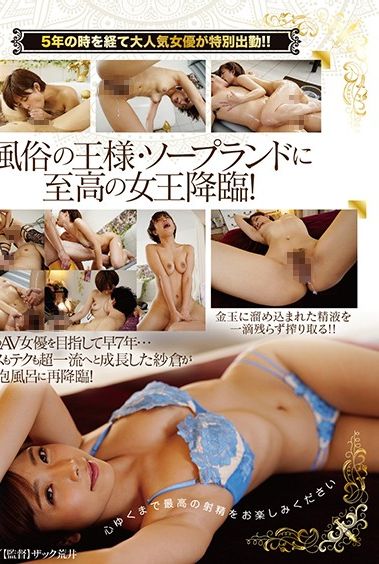 5年の時を経て大人気女優が特別出勤!!
風俗の王様・ソープランドに
至高の女王降臨!
金玉に溜め込まれた精液を
一滴残らず搾り取る!!
AV女優を目指して早7年…
テクも超一流へと成長した紗倉が
泡風呂に再降臨!
心ゆくまで最高の射精をお楽しみください
【監督】ザック荒井